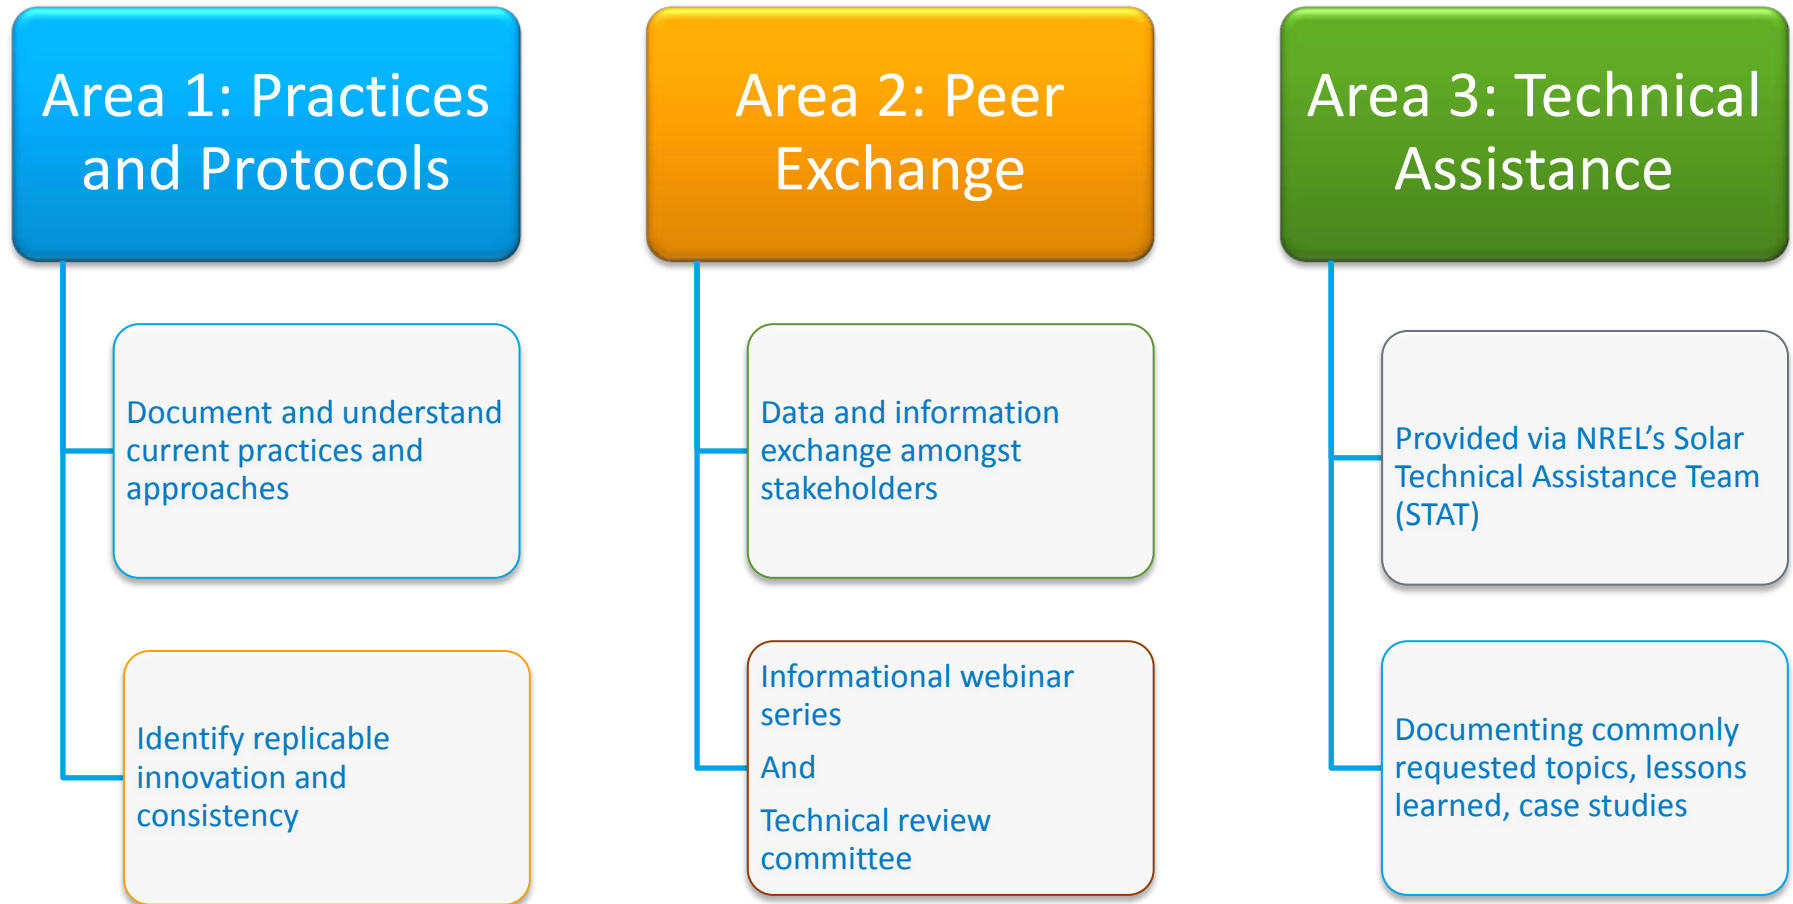 Area 1: Practices
and Protocols
Document and understand
current practices and
approaches
Identify replicable
innovation and
consistency
Area 2: Peer
Exchange
Data and information
exchange amongst
stakeholders
Informational webinar
series
And
Technical review
committee
Area 3: Technical
Assistance
Provided via NREL’s Solar
Technical Assistance Team
(STAT)
Documenting commonly
requested topics, lessons
learned, case studies